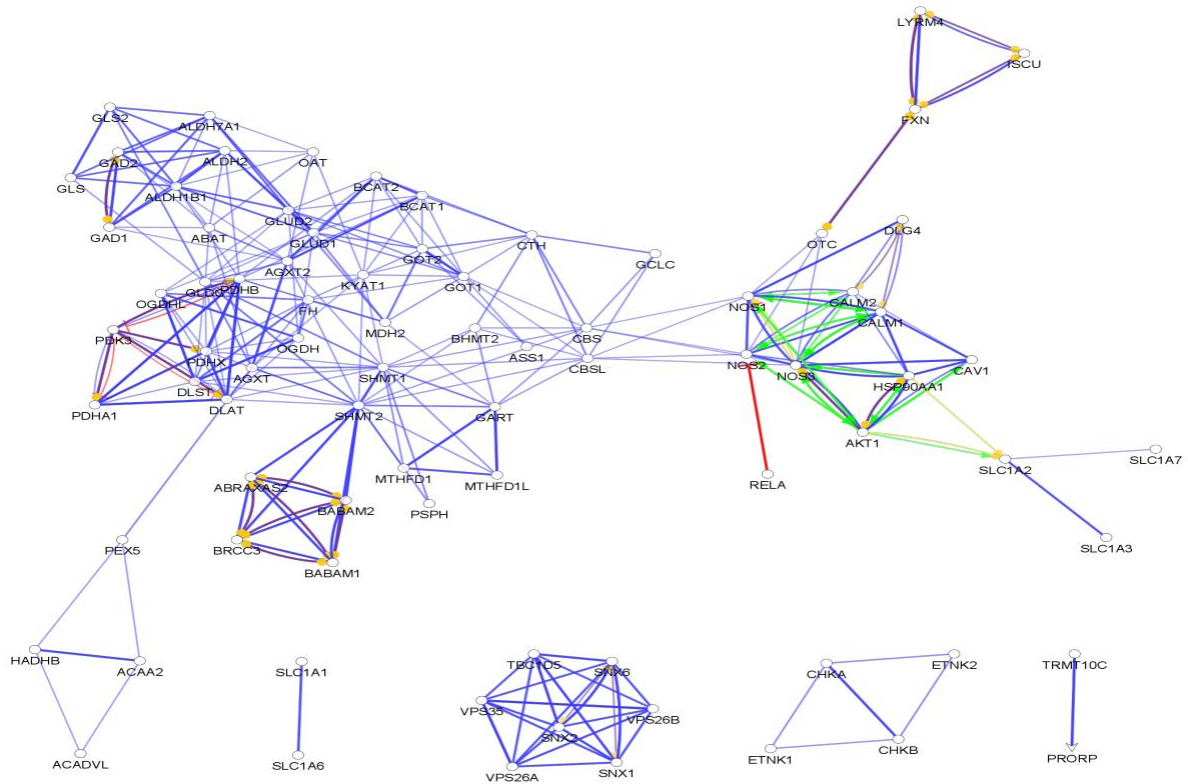 LYRM4
ISCU
FXN
GLS2
ALDH7A1
GAD2
ALDH2
OAT
GLS
ALDH1B1
BCAT2
BCAT1
GAD1
ABAT
GLUD2
GLUD1
GOT2
CTH
GCLC
OTC
DLG4
AGXT2
KYAT1
GOT1
OGDHL
GLDC
PDHB
FH
MDH2
NOS1
CALM2
CALM1
PDK3
PDHX
OGDH
BHMT2
ASS1
CBS
CBSL
NOS2
NOS3
HSP90AA1
CAV1
DLST
AGXT
SHMT1
PDHA1
DLAT
SHMT2
GART
AKT1
SLC1A2
SLC1A7
RELA
ABRAXAS2
MTHFD1
MTHFD1L
BABAM2
PSPH
BRCC3
BABAM1
SLC1A3
PEX5
HADHB
ACAA2
SLC1A1
TBC1D5
SNX6
CHKA
ETNK2
TRMT10C
VPS35
VPS26B
SNX2
ACADVL
SLC1A6
VPS26A
SNX1
ETNK1
CHKB
PRORP